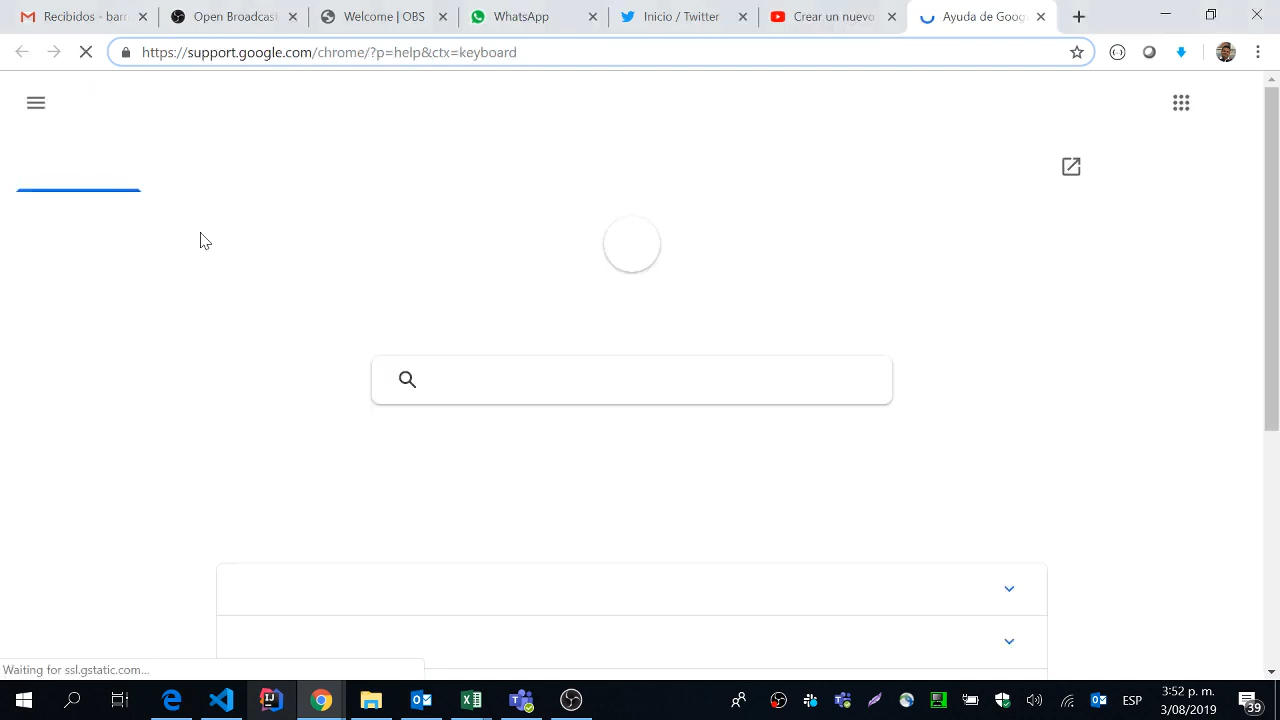 Recibidos - barr
Open Broadcast
Welcome | OBS
WhatsApp
Inicio / Twitter
Crear un nuevo
Ayuda de Goog
https://support.google.com/chrome/?p=help&ctx=keyboard
Waiting for ssl.gstatic.com...
ESP
3:52 p. m.
3/08/2019
39